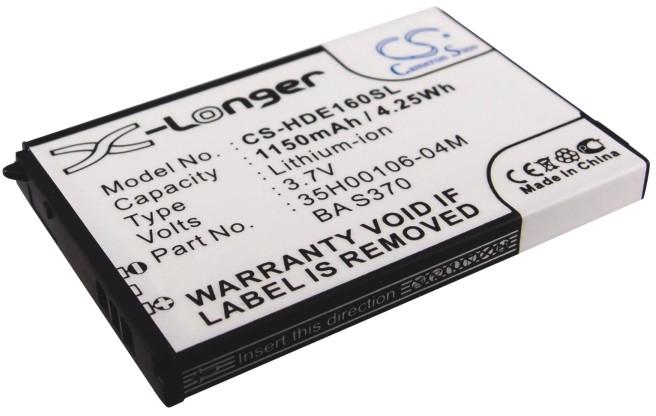 X-Longer
CS
Cameron Sino
Model No. : CS-HDE160SL
Capacity : 1150mAh / 4.25Wh
Type : Lithium-ion
Volts : 3.7V
Part No. : 35H00106-04M
BA S370
WARRANTY VOID IF
LABEL IS REMOVED.
CE
Made In China
Insert this direction